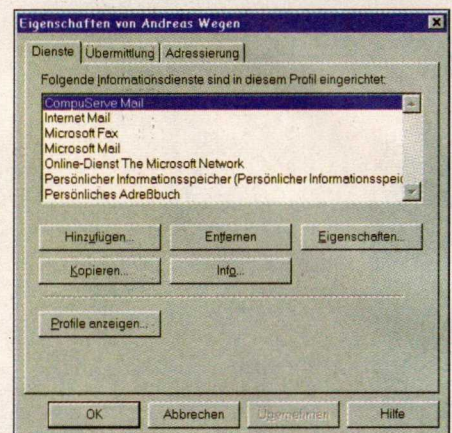 Eigenschaften von Andreas Wegen
Dienste Übermittlung Adressierung
Folgende Informationsdienste sind in diesem Profil eingerichtet:
CompuServe Mail
Internet Mail
Microsoft Fax
Microsoft Mail
Online-Dienst The Microsoft Network
Persönlicher Informationsspeicher (Persönlicher Informationsspeic
Persönliches Adreßbuch
Hinzufügen... Entfernen Eigenschaften...
Kopieren... Info...
Profile anzeigen...
OK Abbrechen Übernehmen Hilfe